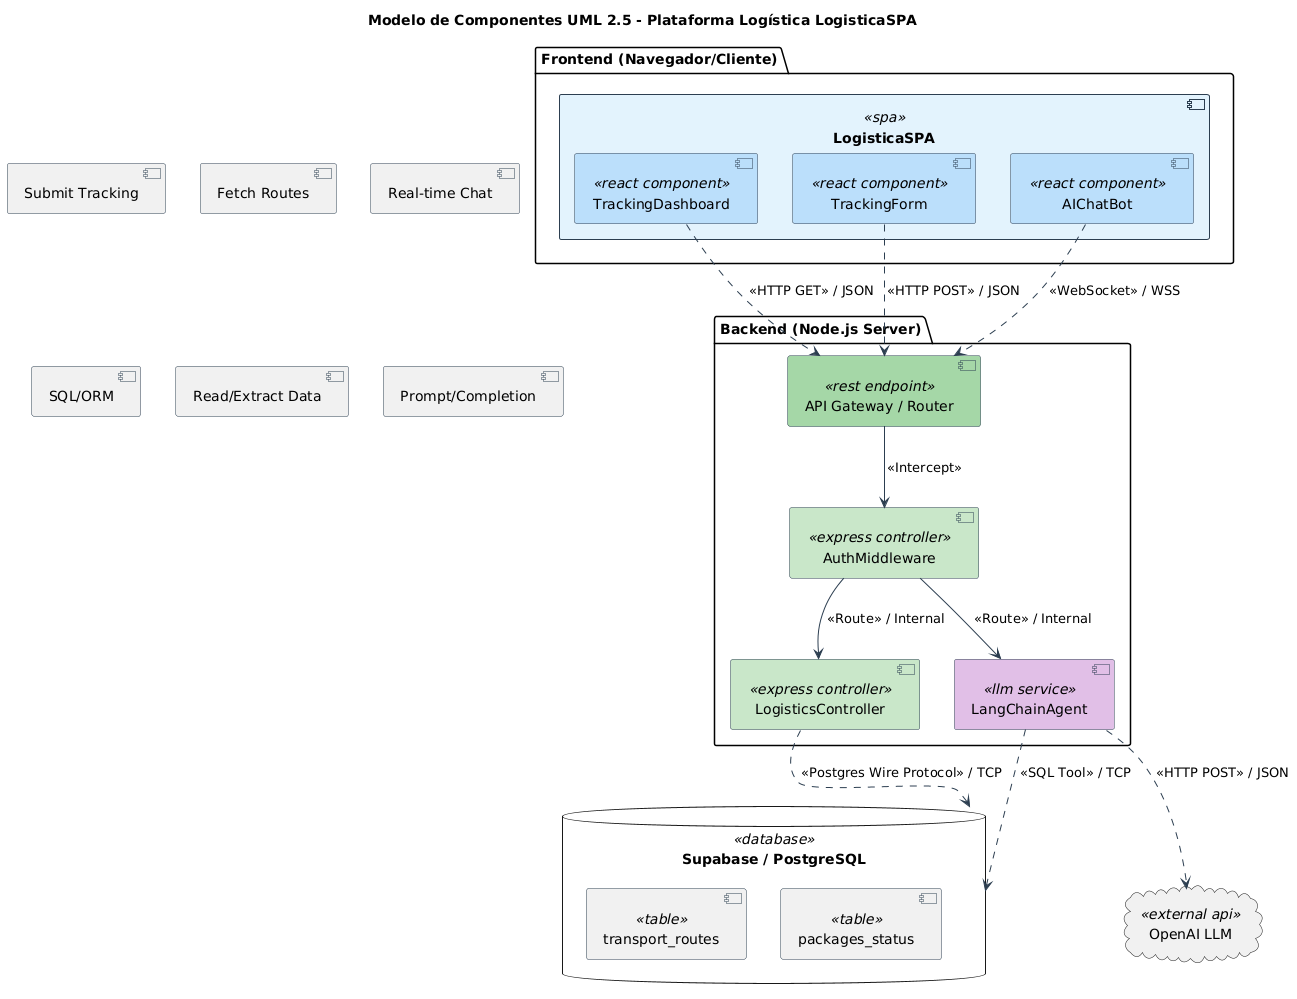 Modelo de Componentes UML 2.5 - Plataforma Logística LogisticaSPA
Frontend (Navegador/Cliente)
«spa»
LogisticaSPA
Submit Tracking
Fetch Routes
Real-time Chat
«react component»
TrackingDashboard
«react component»
TrackingForm
«react component»
AIChatBot
«HTTP GET» / JSON
«HTTP POST» / JSON
«WebSocket» / WSS
Backend (Node.js Server)
SQL/ORM
Read/Extract Data
Prompt/Completion
«rest endpoint»
API Gateway / Router
«Intercept»
«express controller»
AuthMiddleware
«Route» / Internal
«Route» / Internal
«express controller»
LogisticsController
«llm service»
LangChainAgent
«Postgres Wire Protocol» / TCP
«SQL Tool» / TCP
«HTTP POST» / JSON
«database»
Supabase / PostgreSQL
«table»
transport_routes
«table»
packages_status
«external api»
OpenAI LLM